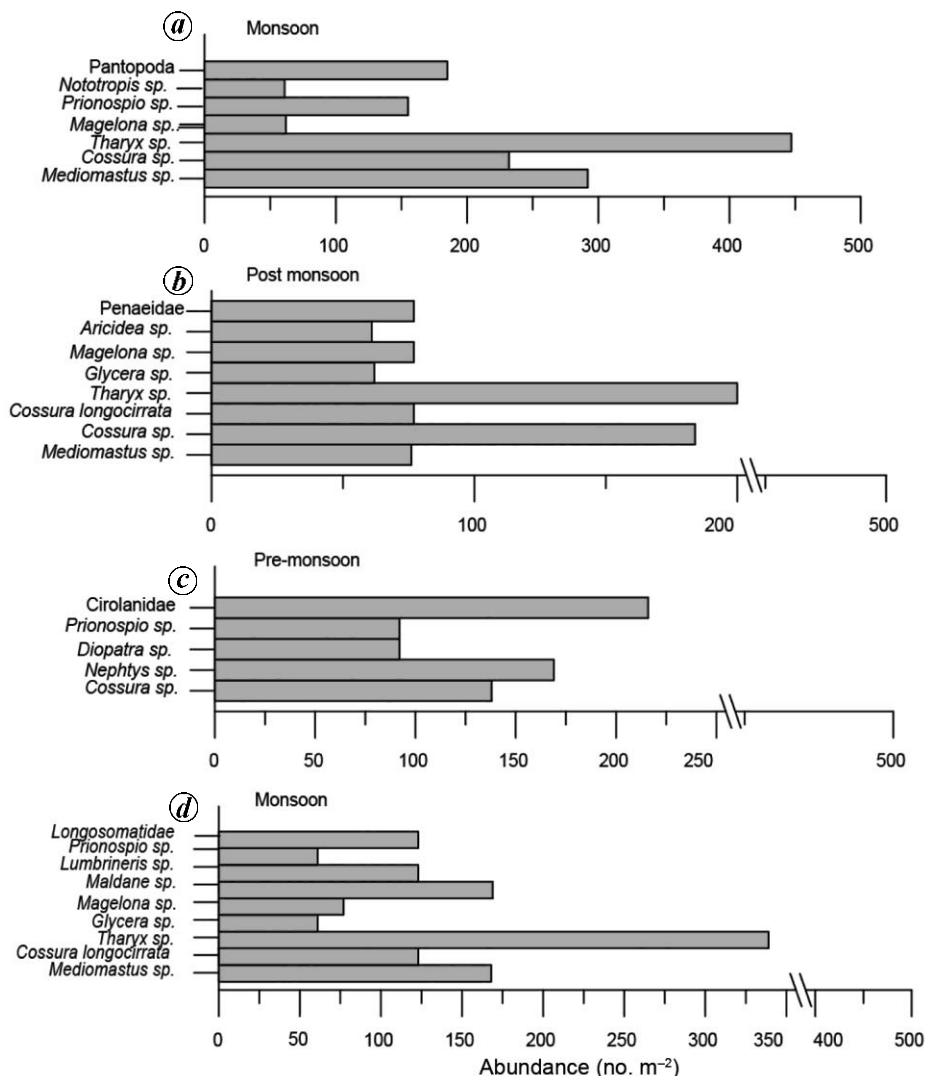 a Monsoon
Pantopoda
Nototropis sp.
Prionospio sp.
Magelona sp.
Tharyx sp.
Cossura sp.
Mediomastus sp.
0 100 200 300 400 500
b Post monsoon
Penaeidae
Aricidea sp.
Magelona sp.
Glycera sp.
Tharyx sp.
Cossura longocirrata
Cossura sp.
Mediomastus sp.
0 100 200 500
c Pre-monsoon
Cirolanidae
Prionospio sp.
Diopatra sp.
Nephtys sp.
Cossura sp.
0 50 100 150 200 250 500
d Monsoon
Longosomatidae
Prionospio sp.
Lumbrineris sp.
Maldane sp.
Magelona sp.
Glycera sp.
Tharyx sp.
Cossura longocirrata
Mediomastus sp.
0 50 100 150 200 250 300 350 400 500
Abundance (no. m⁻²)